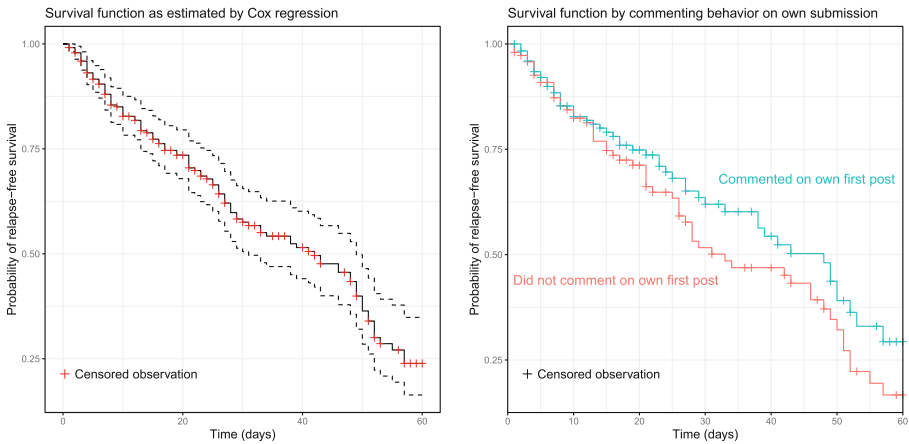 Survival function as estimated by Cox regression
Probability of relapse−free survival
1.00
0.75
0.50
0.25
Censored observation
0 20 40 60
Time (days)
Survival function by commenting behavior on own submission
Probability of relapse−free survival
1.00
0.75
0.50
0.25
Commented on own first post
Did not comment on own first post
Censored observation
0 10 20 30 40 50 60
Time (days)